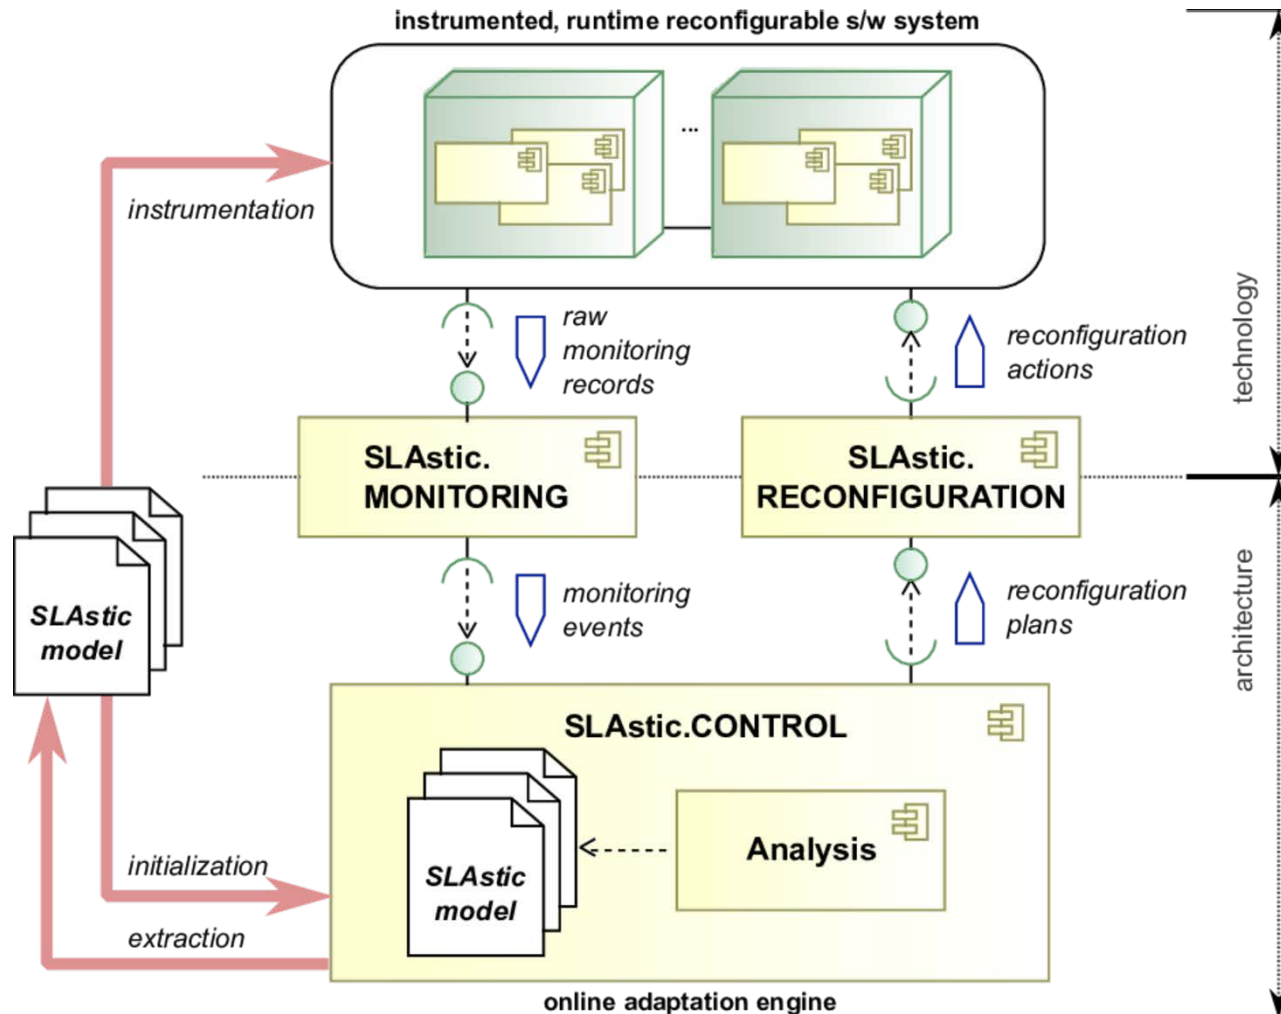 instrumented, runtime reconfigurable s/w system
...
instrumentation
raw
monitoring
records
reconfiguration
actions
technology
SLAstic.
MONITORING
SLAstic.
RECONFIGURATION
SLAstic
model
monitoring
events
reconfiguration
plans
architecture
SLAstic.CONTROL
Analysis
SLAstic
model
initialization
extraction
online adaptation engine